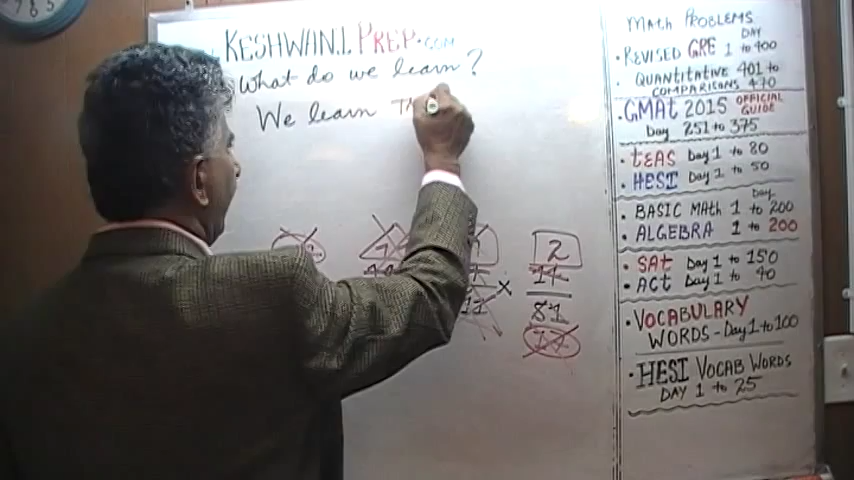 KESHWANI PREP.COM
What do we learn?
We learn Th
2
11
81
MATH PROBLEMS
DAY
• REVISED GRE 1 to 400
• QUANTITATIVE 401 to
COMPARISONS 470
• GMAT 2015 OFFICIAL GUIDE
Day 251 to 375
• TEAS Day 1 to 80
• HESI Day 1 to 50
Day
• BASIC MATH 1 to 200
• ALGEBRA 1 to 200
• SAT Day 1 to 150
• ACT Day 1 to 40
• VOCABULARY
WORDS - Day 1 to 100
• HESI VOCAB WORDS
DAY 1 to 25